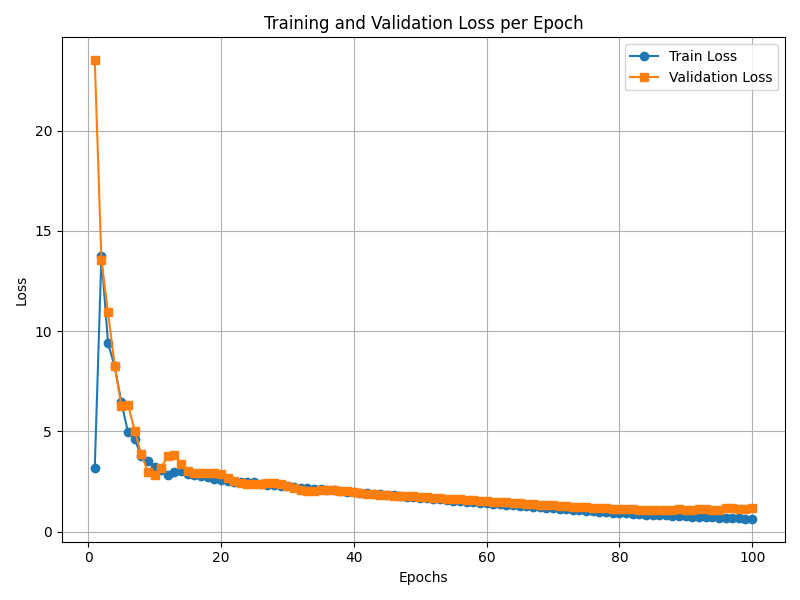 Training and Validation Loss per Epoch
Train Loss
Validation Loss
Loss
20
15
10
5
0
0 20 40 60 80 100
Epochs